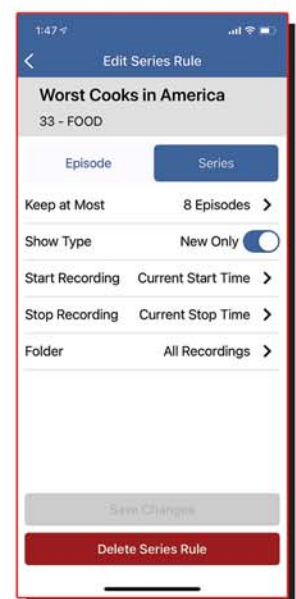 1:47
Edit Series Rule
Worst Cooks in America
33 - FOOD
Episode Series
Keep at Most 8 Episodes
Show Type New Only
Start Recording Current Start Time
Stop Recording Current Stop Time
Folder All Recordings
Save Changes
Delete Series Rule